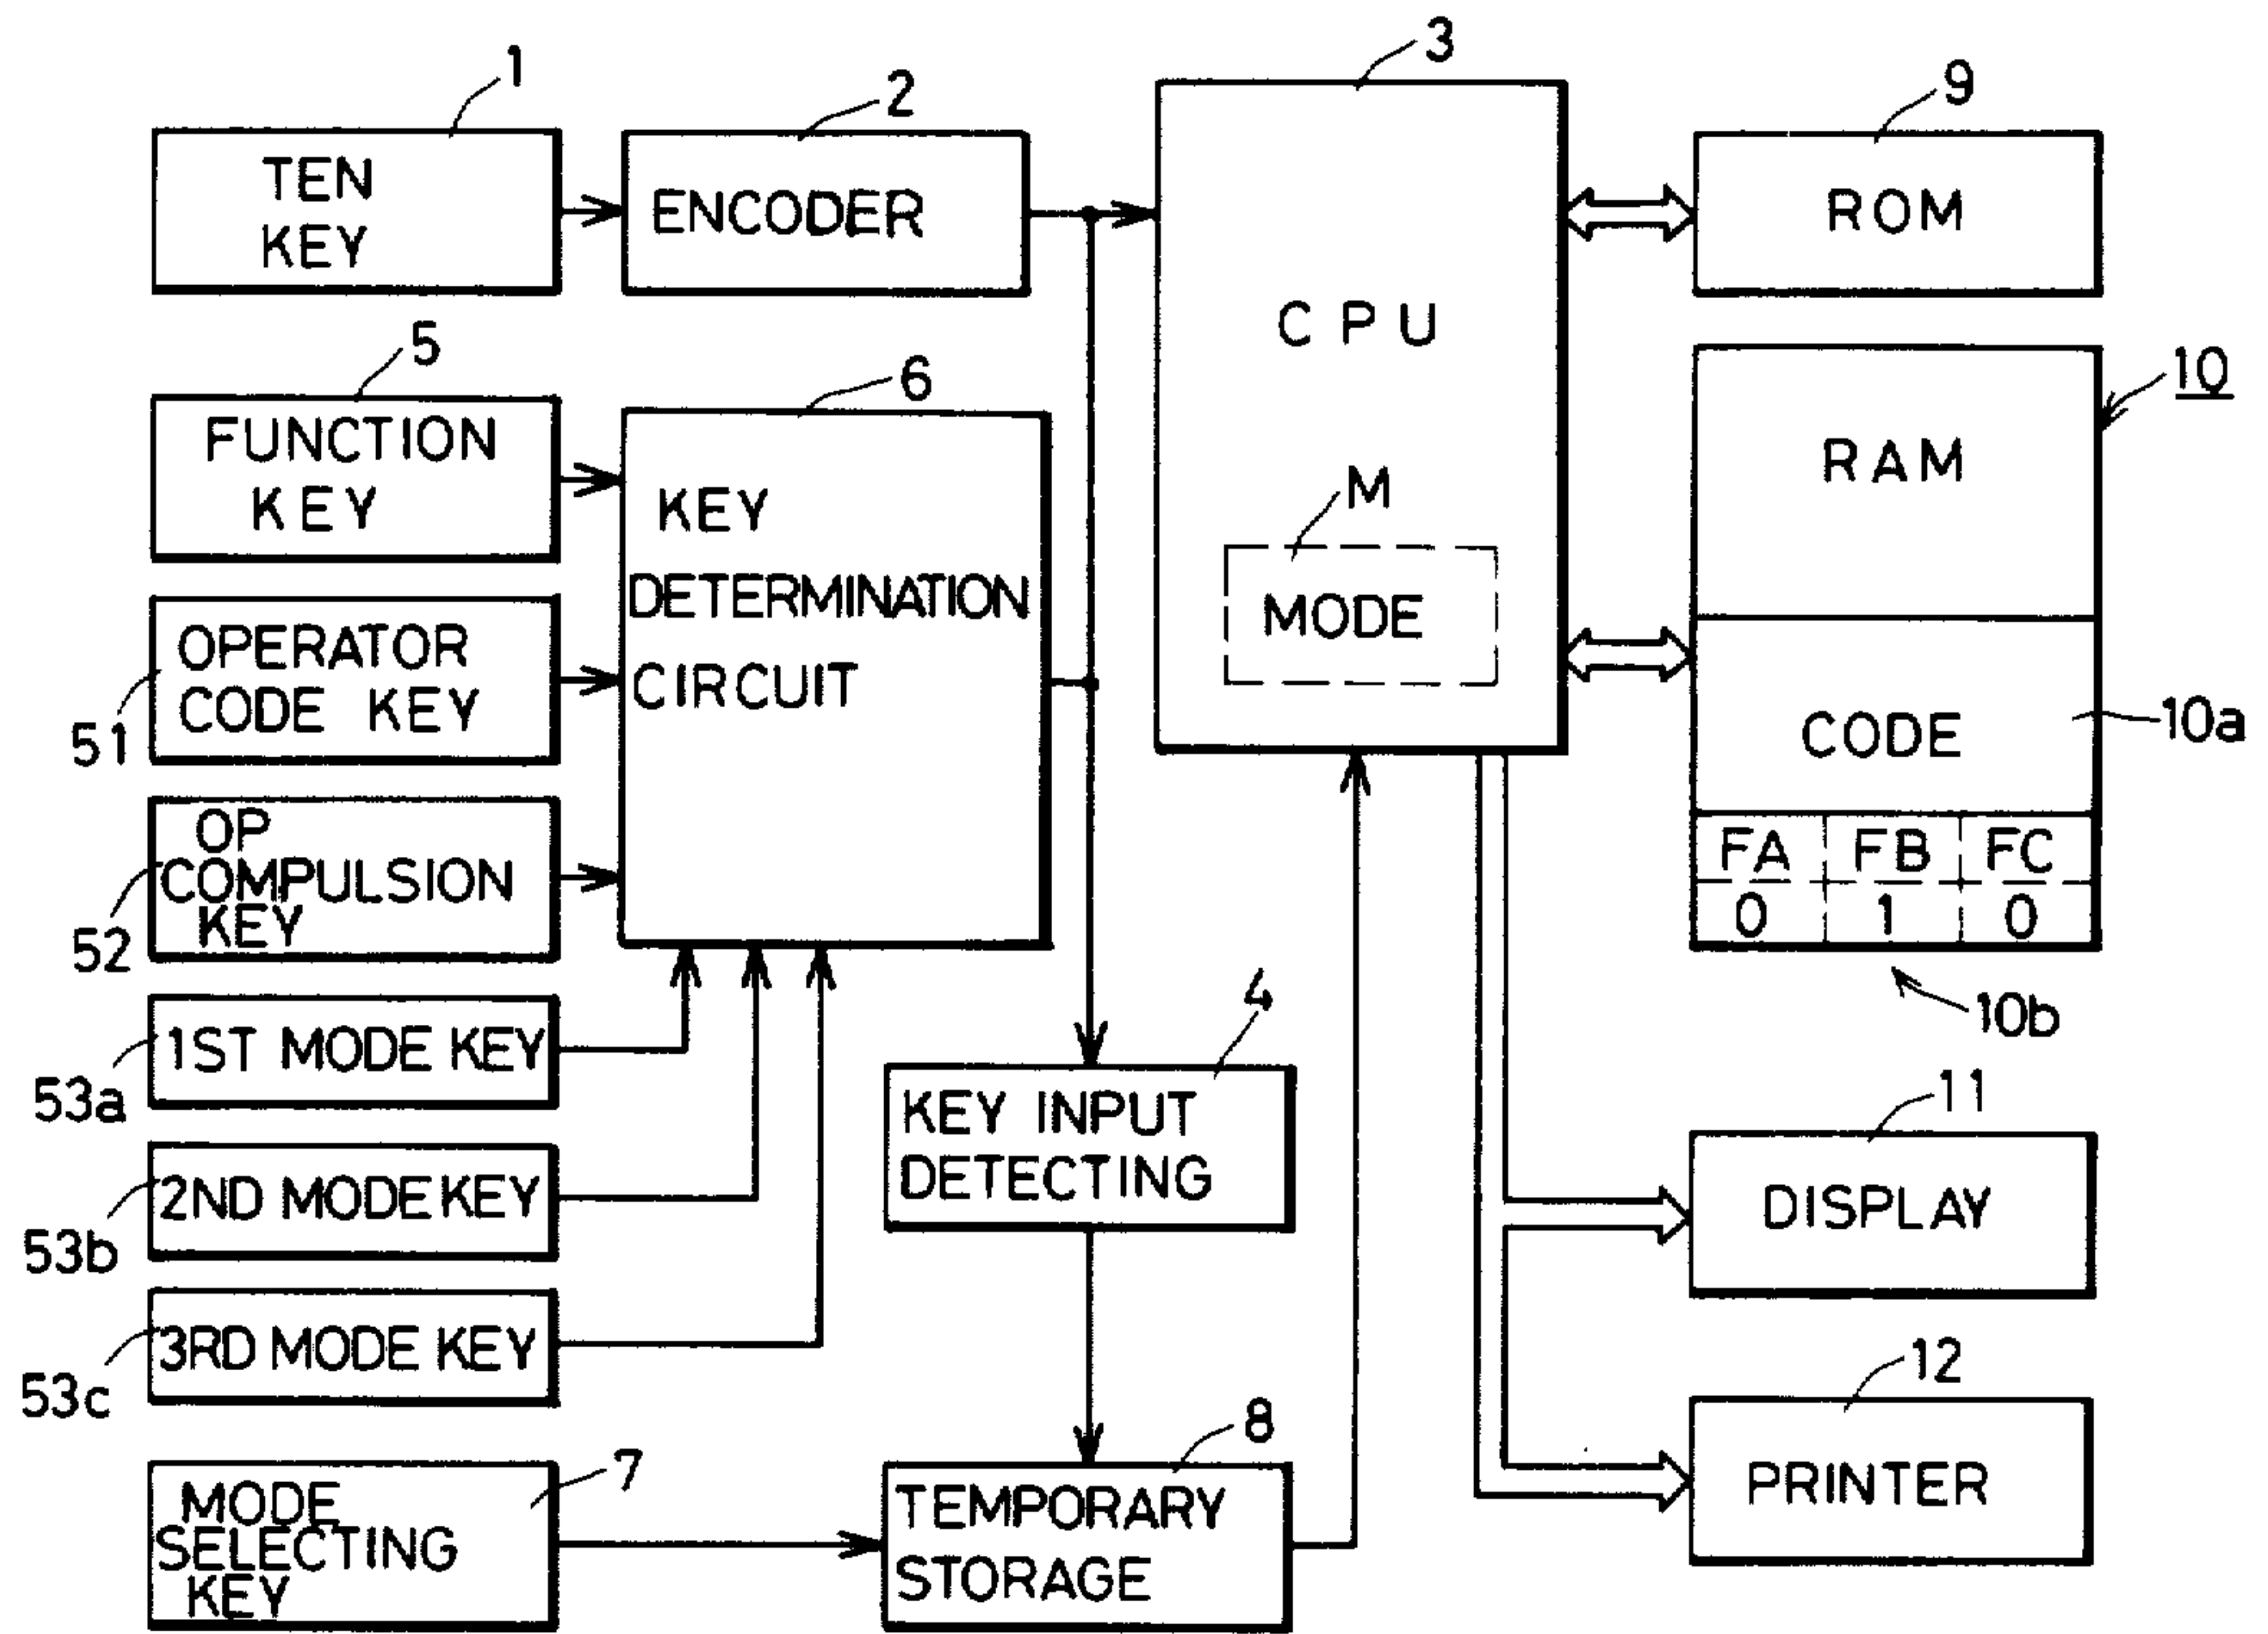 1
TEN
KEY
2
ENCODER
3
CPU
M
MODE
9
ROM
5
FUNCTION
KEY
6
KEY
DETERMINATION
CIRCUIT
10
RAM
CODE
10a
FA FB FC
0 1 0
10b
OPERATOR
CODE KEY
51
OP
COMPULSION
KEY
52
1ST MODE KEY
53a
2ND MODE KEY
53b
3RD MODE KEY
53c
4
KEY INPUT
DETECTING
11
DISPLAY
12
PRINTER
MODE
SELECTING
KEY
7
8
TEMPORARY
STORAGE